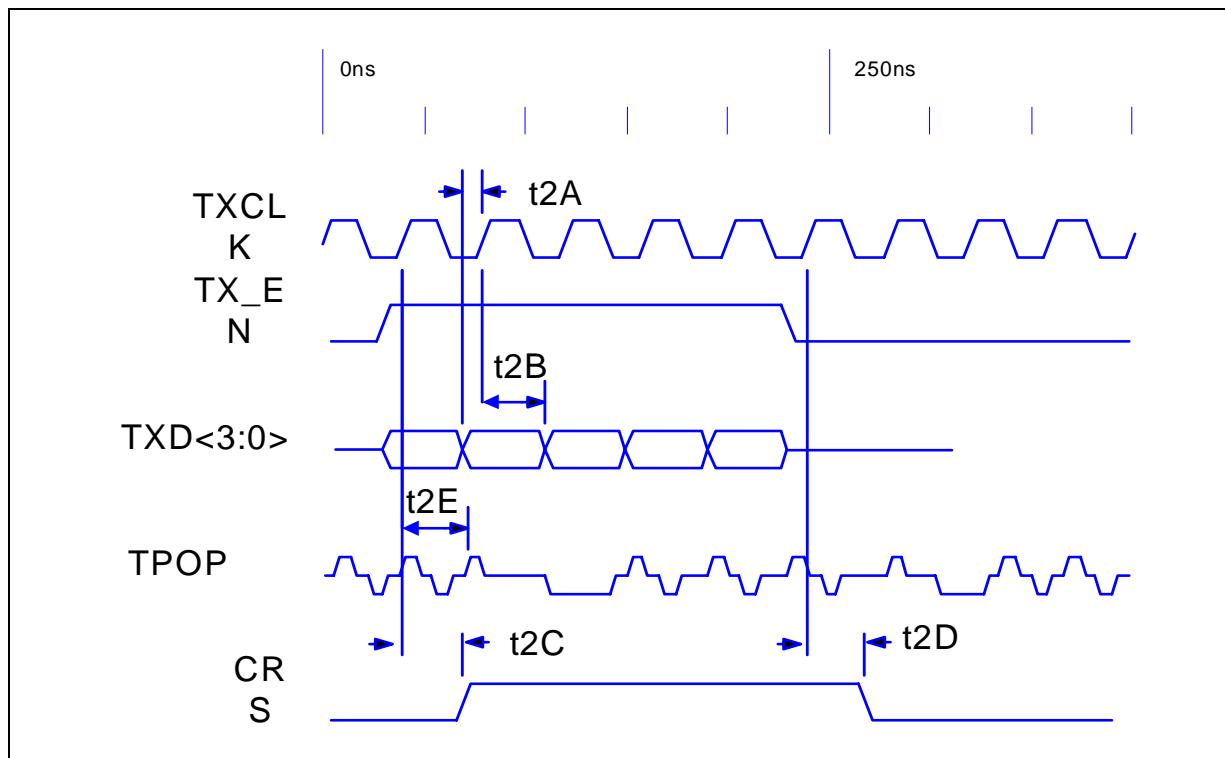 0ns
250ns
t2A
TXCL
K
TX_E
N
t2B
TXD<3:0>
t2E
TPOP
t2C
t2D
CR
S